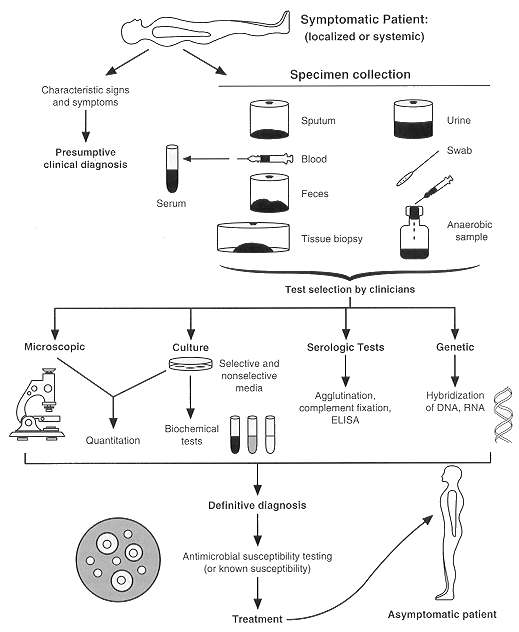 Symptomatic Patient:
(localized or systemic)
Characteristic signs
and symptoms
Presumptive
clinical diagnosis
Specimen collection
Sputum
Urine
Blood
Swab
Serum
Feces
Tissue biopsy
Anaerobic
sample
Test selection by clinicians
Microscopic
Culture
Serologic Tests
Genetic
Selective and
nonselective
media
Quantitation
Biochemical
tests
Agglutination,
complement fixation,
ELISA
Hybridization
of DNA, RNA
Definitive diagnosis
Antimicrobial susceptibility testing
(or known susceptibility)
Treatment
Asymptomatic patient